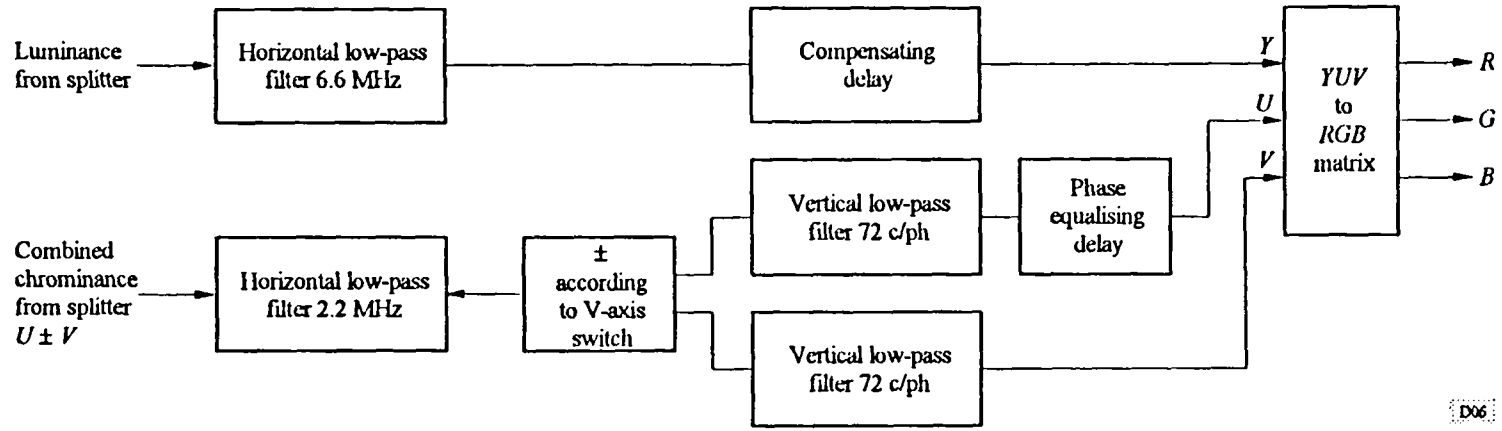 Luminance
from splitter
Horizontal low-pass
filter 6.6 MHz
Compensating
delay
Y
U
V
YUV
to
RGB
matrix
R
G
B
Combined
chrominance
from splitter
U ± V
Horizontal low-pass
filter 2.2 MHz
±
according
to V-axis
switch
Vertical low-pass
filter 72 c/ph
Phase
equalising
delay
Vertical low-pass
filter 72 c/ph
D06